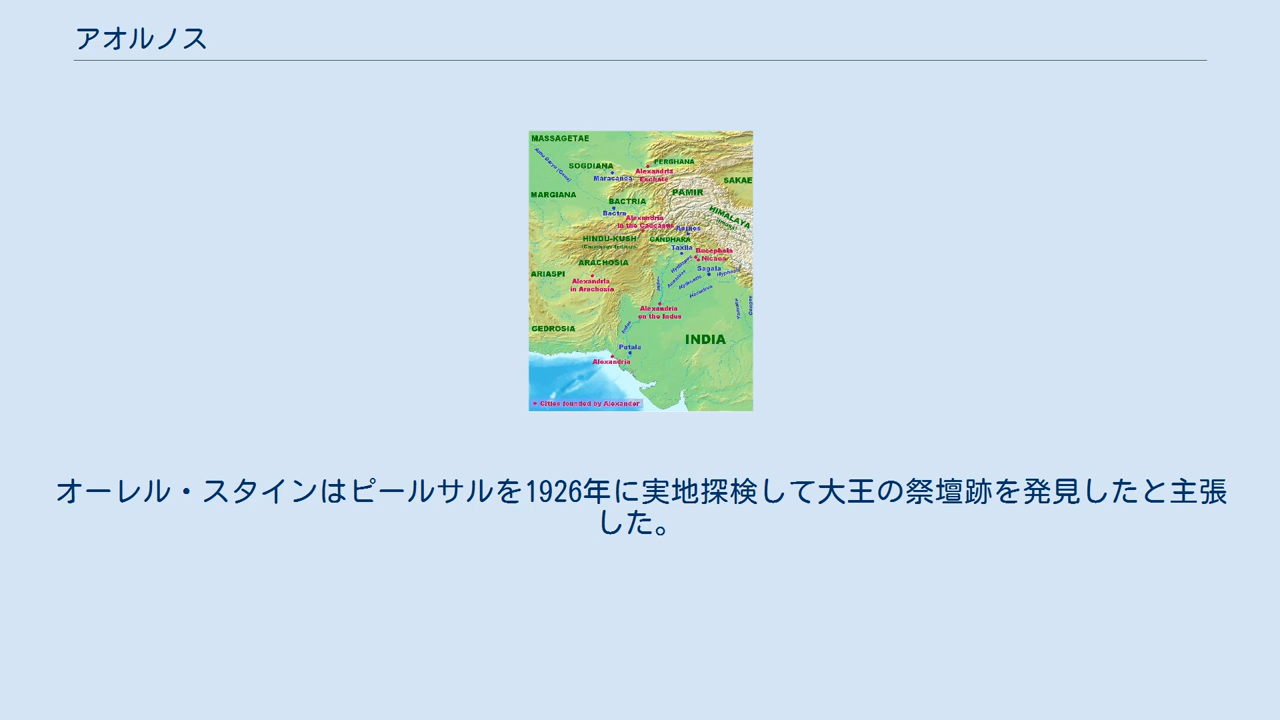 アオルノス
MASSAGETAE
SOGDIANA
FERGHANA
Alexandria
Eschate
Maracanda
SAKAE
MARGIANA
PAMIR
BACTRIA
Bactra
HIMALAYA
Alexandria
in the Caucasus
Aornos
HINDU-KUSH
GANDHARA
Taxila
Bucephala
Nicaea
ARACHOSIA
Sagala
ARIASPI
Alexandria
in Arachosia
Alexandria
on the Indus
Indus
GEDROSIA
INDIA
Patala
Alexandria
Cities founded by Alexander
オーレル・スタインはピールサルを1926年に実地探検して大王の祭壇跡を発見したと主張
した。